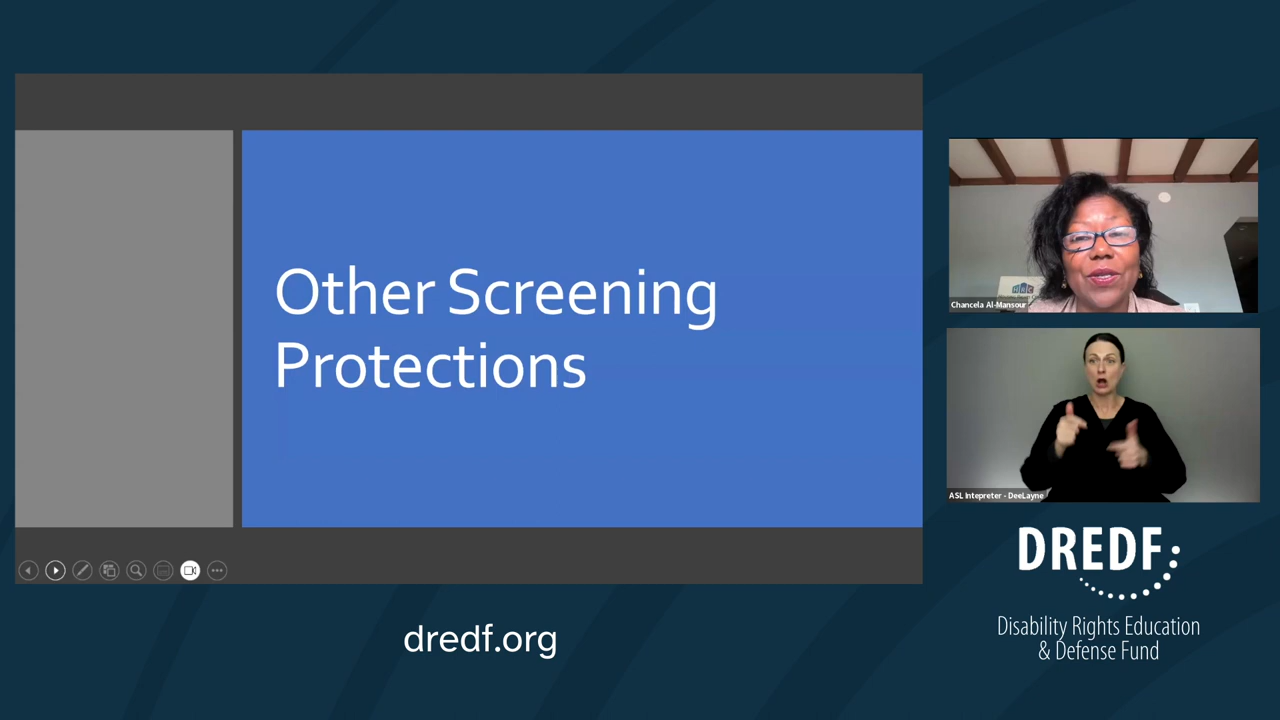 Other Screening
Protections
Chancela Al-Mansour
ASL Intepreter - DeeLayne
DREDF
Disability Rights Education
& Defense Fund
dredf.org